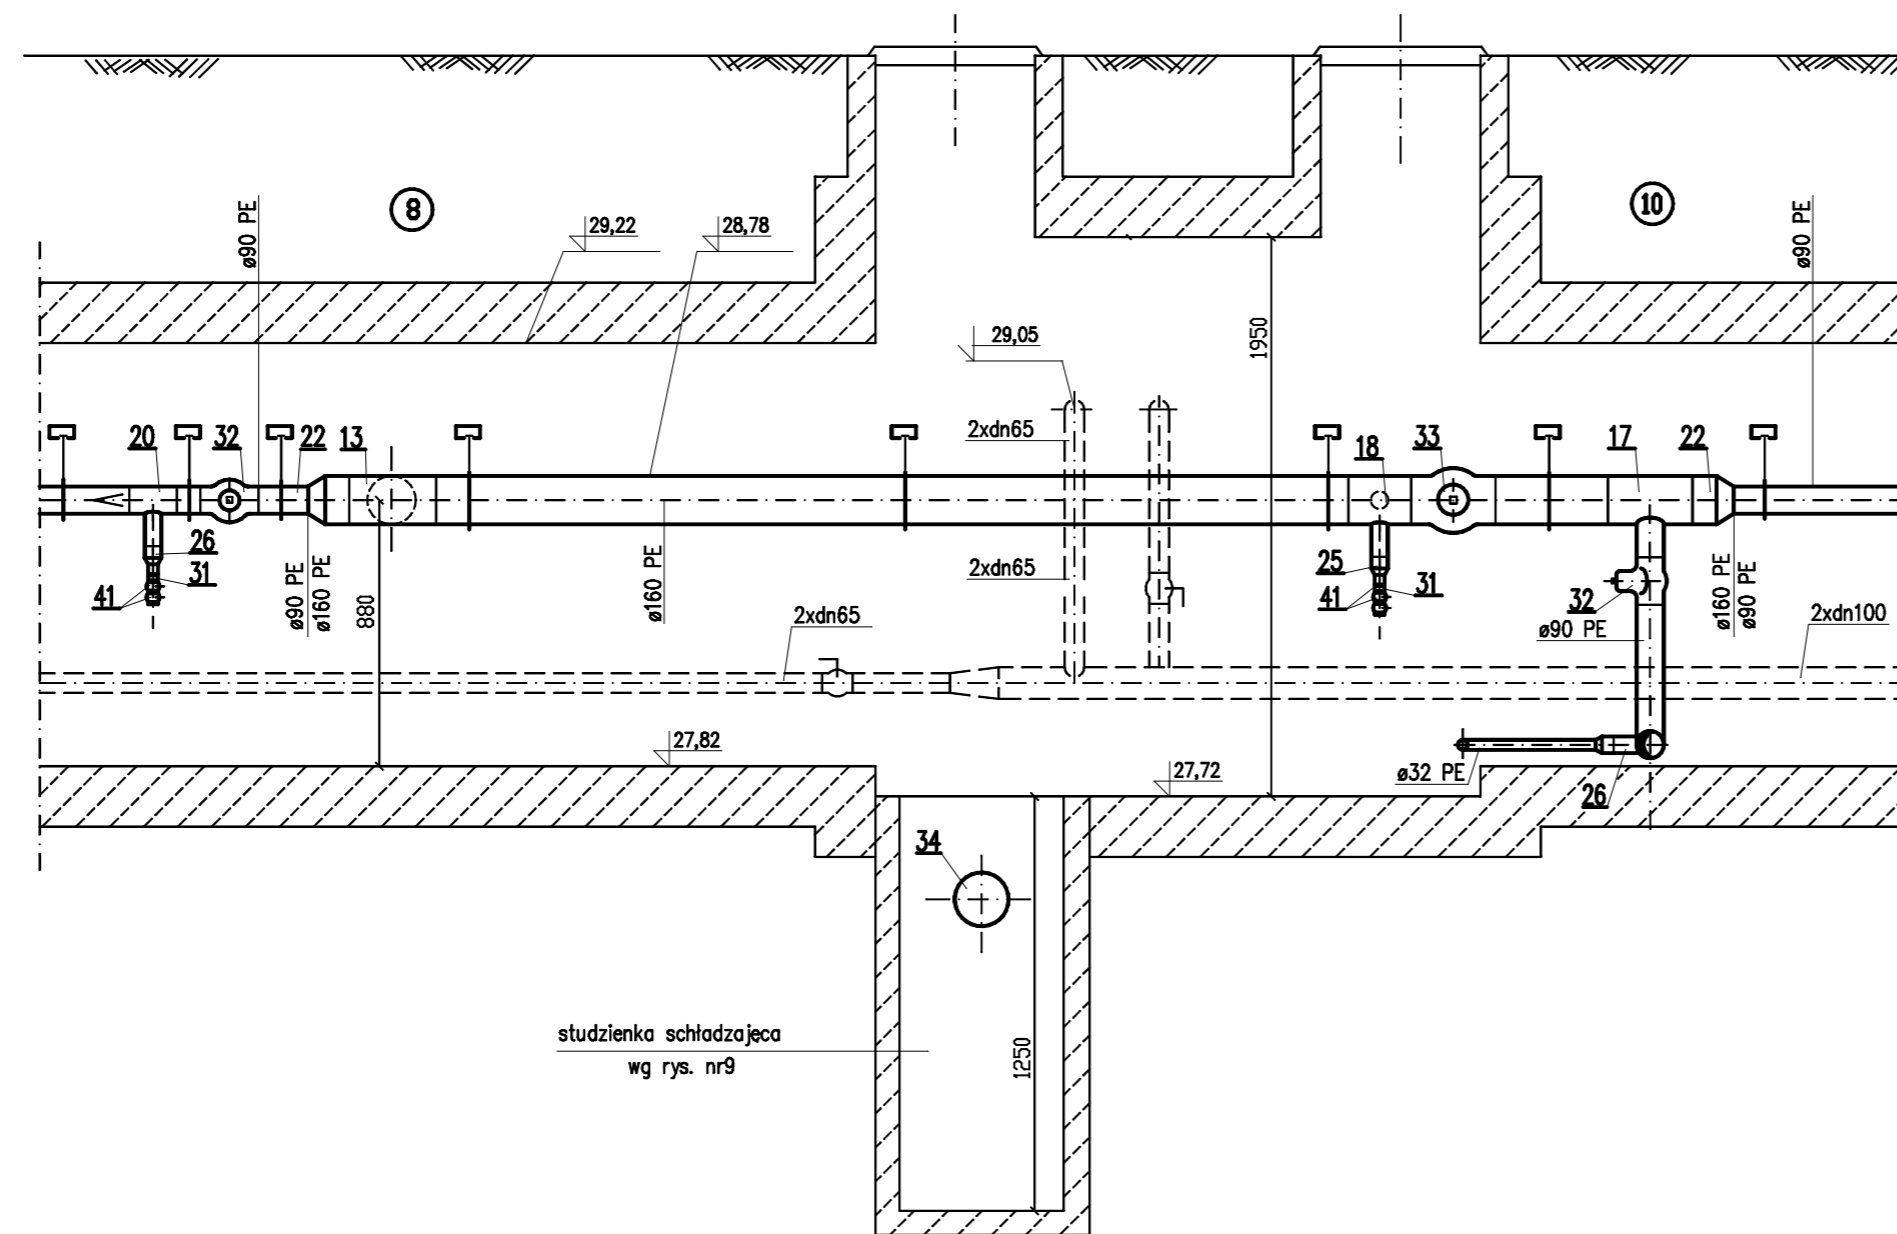 8
10
ø90 PE
29,22
28,78
ø90 PE
29,05
1950
2xdn65
20
32
22
13
18
33
17
22
26
31
41
ø90 PE
ø160 PE
880
ø160 PE
2xdn65
25
31
41
32
ø90 PE
ø160 PE
ø90 PE
2xdn65
2xdn100
27,82
27,72
ø32 PE
26
34
studzienka schładzajęca
wg rys. nr9
1250